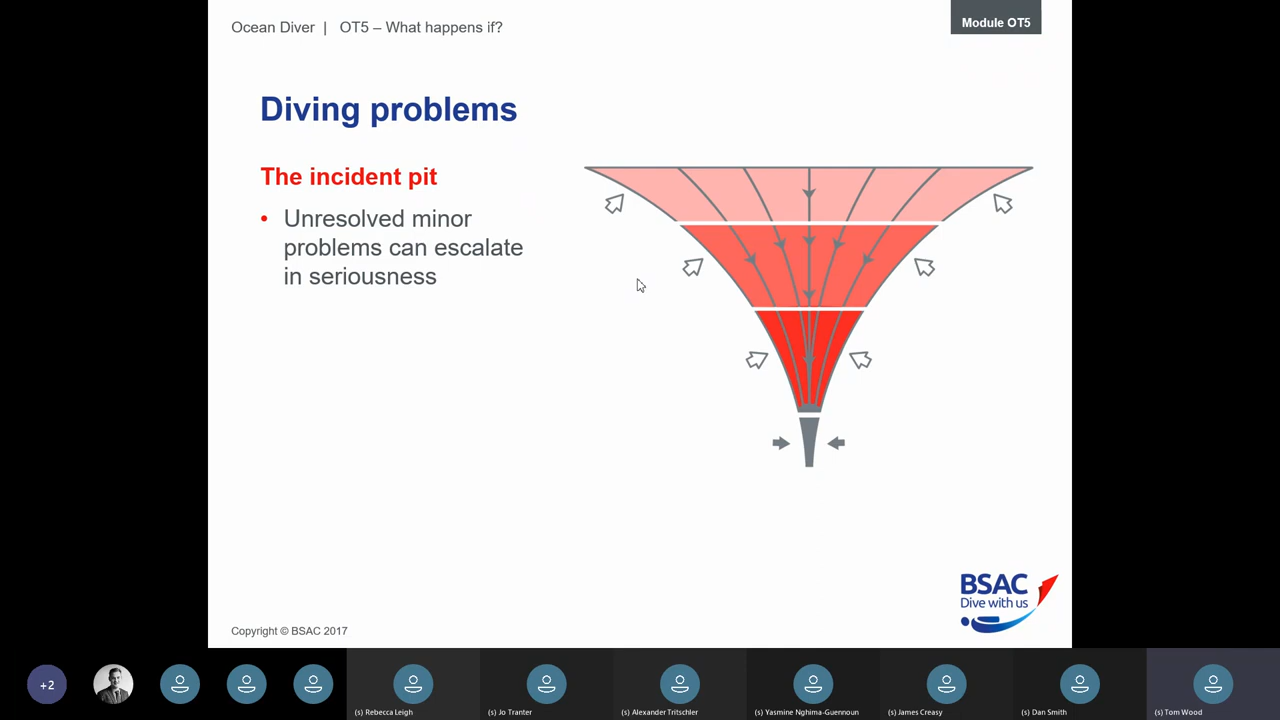 Ocean Diver | OT5 – What happens if?
Module OT5
Diving problems
The incident pit
• Unresolved minor
problems can escalate
in seriousness
BSAC
Dive with us
Copyright © BSAC 2017
+2
(s) Rebecca Leigh
(s) Jo Tranter
(s) Alexander Tritschler
(s) Yasmine Nghima-Guennoun
(s) James Creasy
(s) Dan Smith
(s) Tom Wood